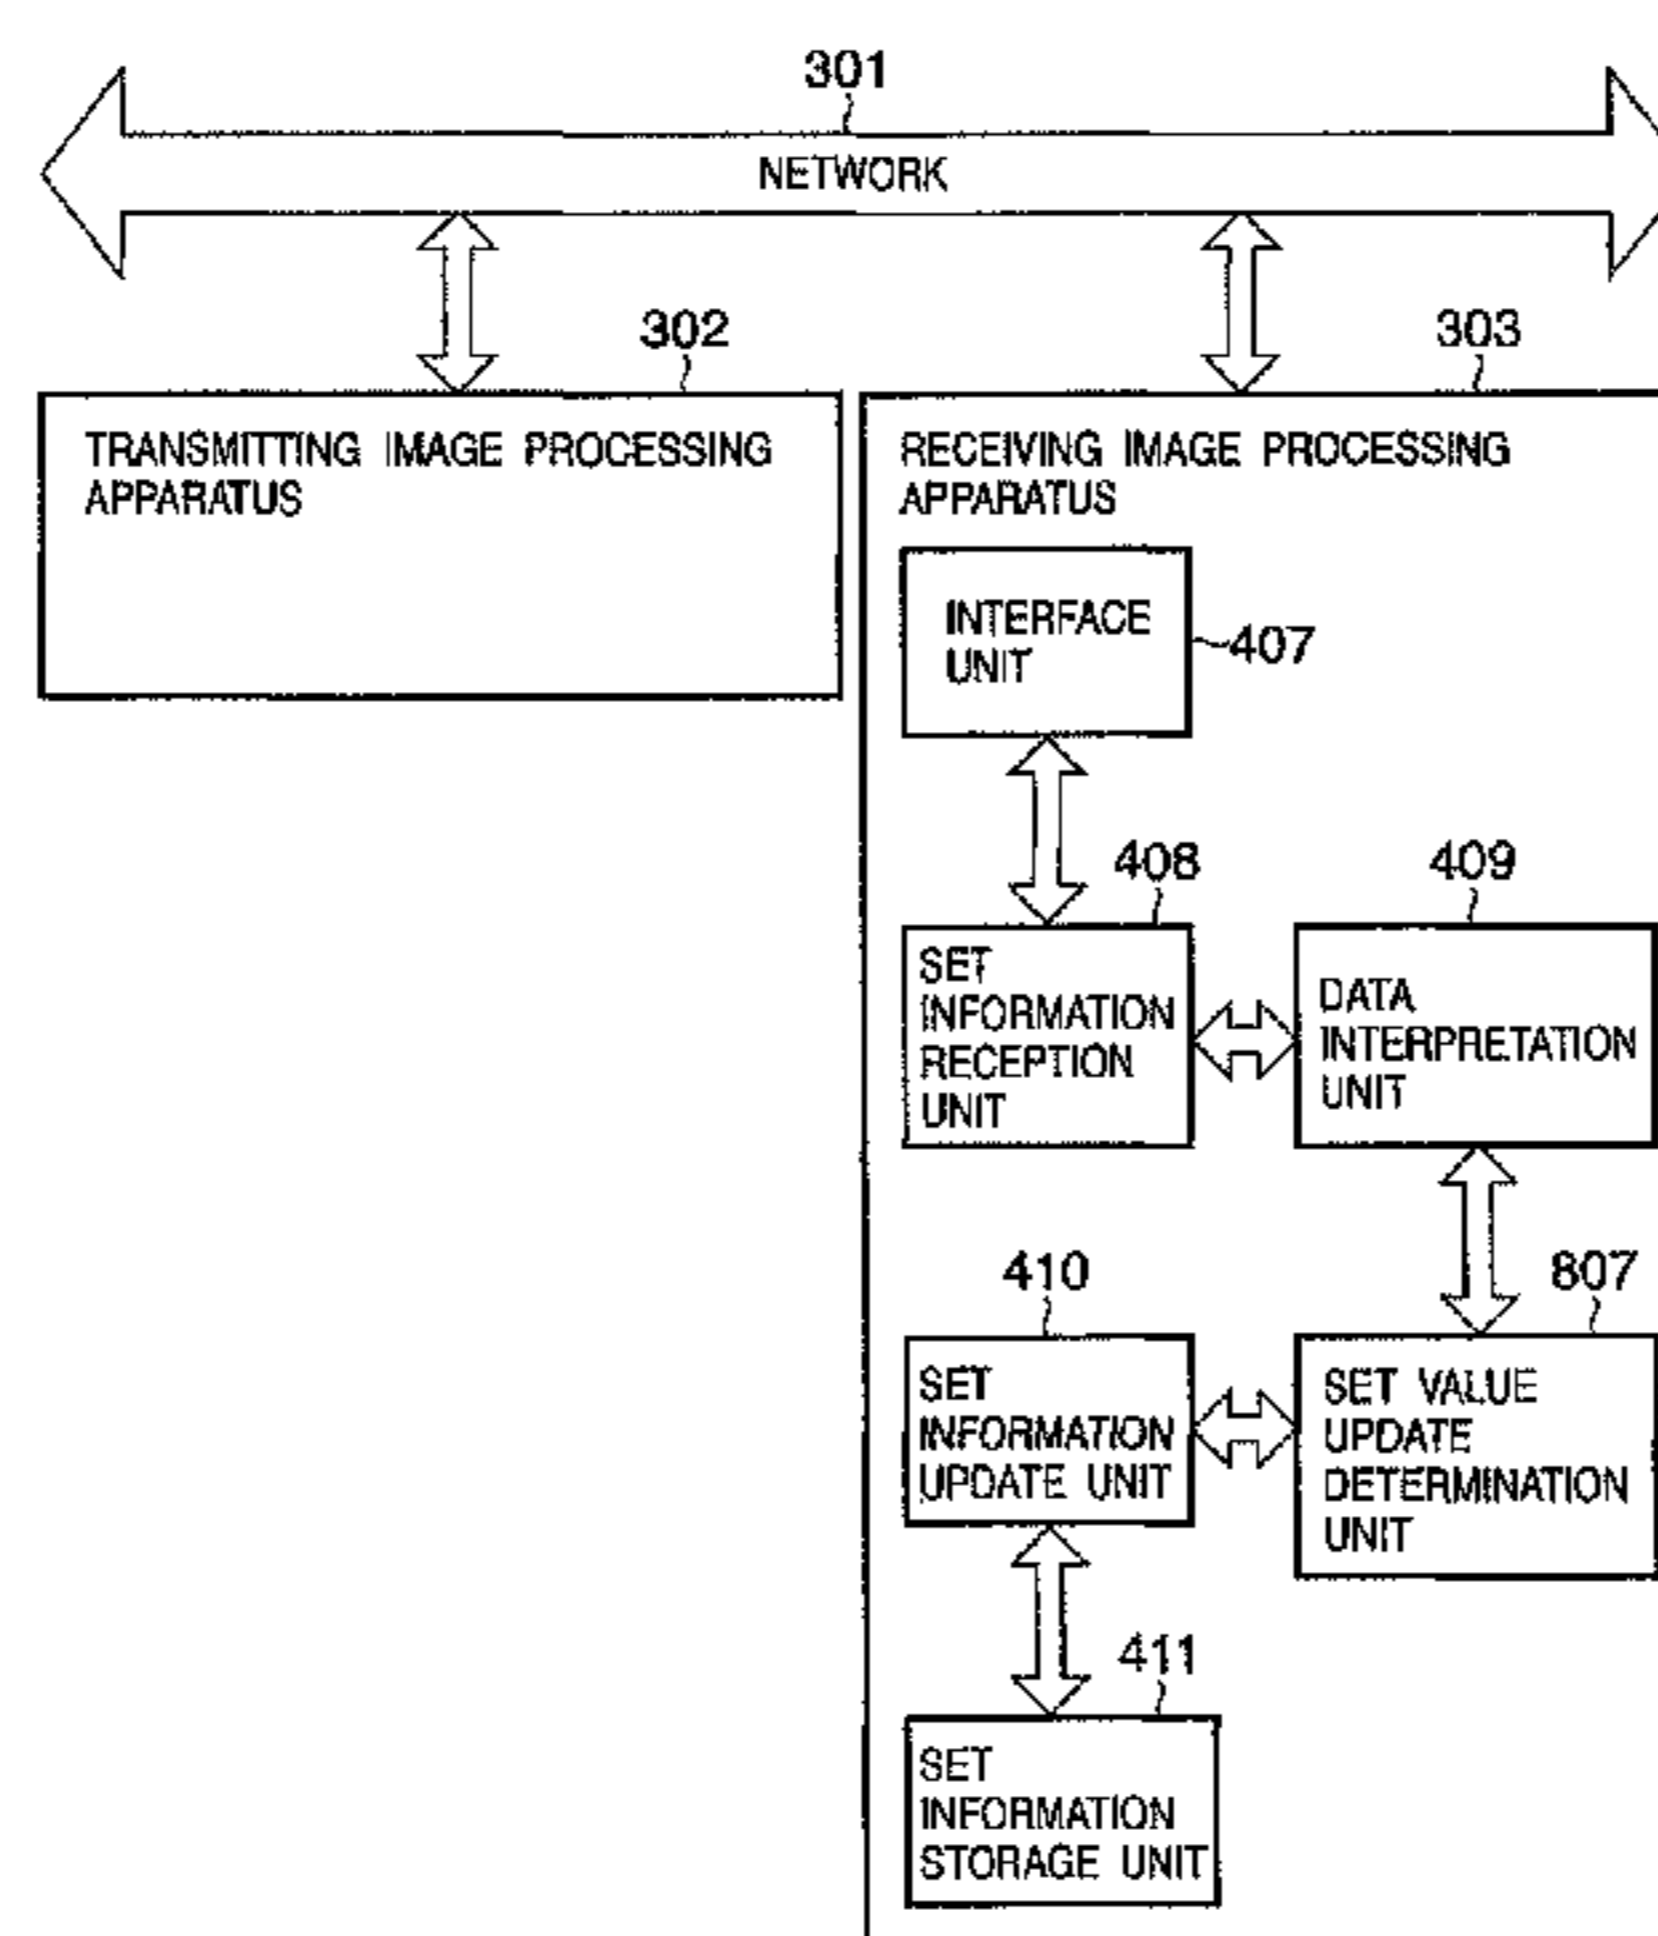 301
NETWORK
302
303
TRANSMITTING IMAGE PROCESSING
APPARATUS
RECEIVING IMAGE PROCESSING
APPARATUS
INTERFACE
UNIT
407
408
409
SET
INFORMATION
RECEPTION
UNIT
DATA
INTERPRETATION
UNIT
410
807
SET
INFORMATION
UPDATE UNIT
SET VALUE
UPDATE
DETERMINATION
UNIT
411
SET
INFORMATION
STORAGE UNIT